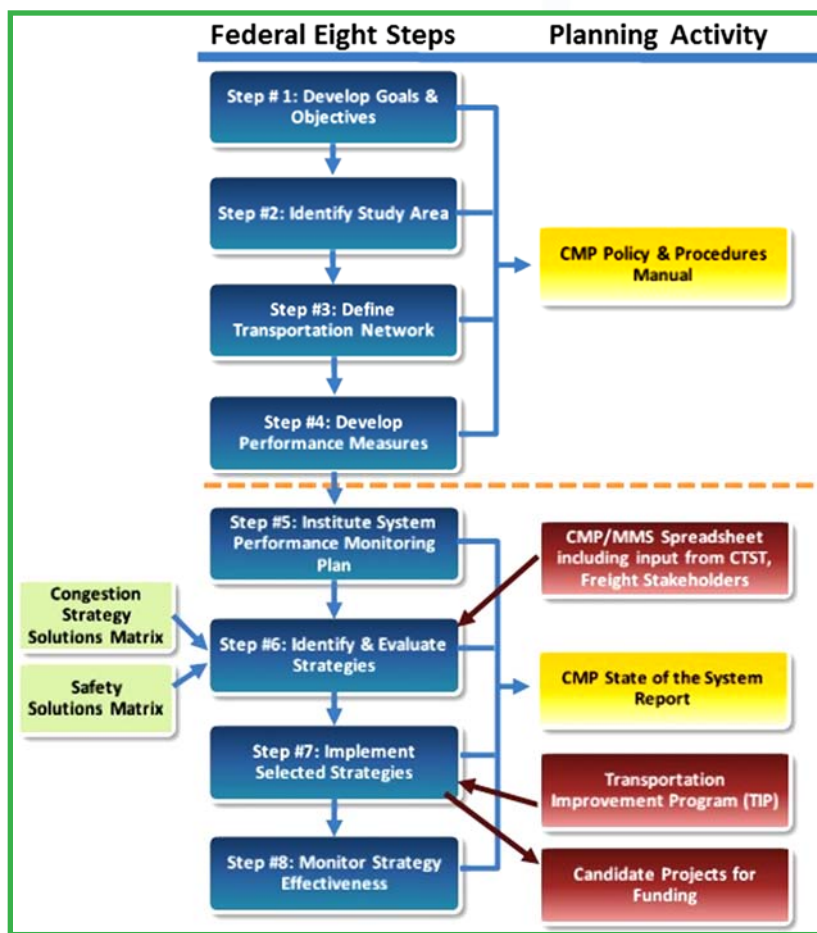 Federal Eight Steps
Planning Activity
Step # 1: Develop Goals &
Objectives
Step #2: Identify Study Area
CMP Policy & Procedures
Manual
Step #3: Define
Transportation Network
Step #4: Develop
Performance Measures
Step #5: Institute System
Performance Monitoring
Plan
CMP/MMS Spreadsheet
including input from CTST,
Freight Stakeholders
Congestion
Strategy
Solutions Matrix
Step #6: Identify & Evaluate
Strategies
Safety
Solutions Matrix
CMP State of the System
Report
Step #7: Implement
Selected Strategies
Transportation
Improvement Program (TIP)
Step #8: Monitor Strategy
Effectiveness
Candidate Projects for
Funding